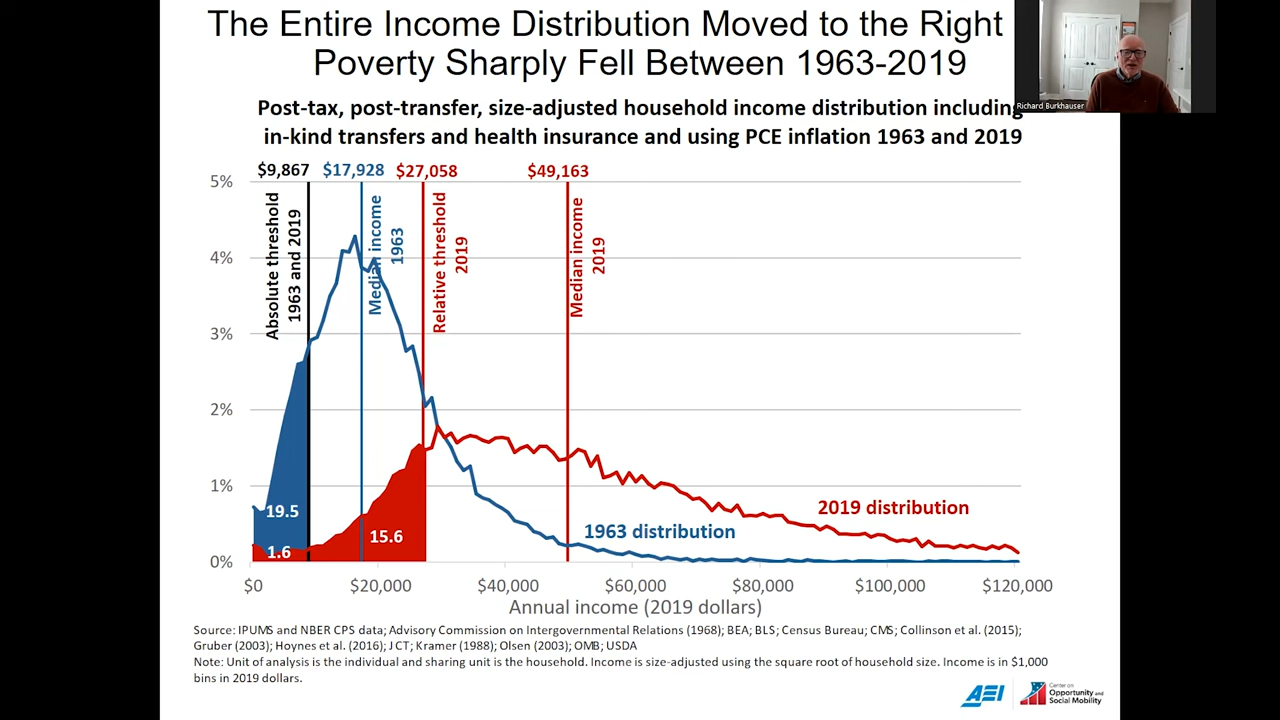 The Entire Income Distribution Moved to the Right
Poverty Sharply Fell Between 1963-2019
Richard Burkhauser
Post-tax, post-transfer, size-adjusted household income distribution including
in-kind transfers and health insurance and using PCE inflation 1963 and 2019
$9,867 $17,928 $27,058 $49,163
5%
4%
3%
2%
1%
0%
Absolute threshold
1963 and 2019
Median income
1963
Relative threshold
2019
Median income
2019
19.5
1.6
15.6
1963 distribution
2019 distribution
$0 $20,000 $40,000 $60,000 $80,000 $100,000 $120,000
Annual income (2019 dollars)
Source: IPUMS and NBER CPS data; Advisory Commission on Intergovernmental Relations (1968); BEA; BLS; Census Bureau; CMS; Collinson et al. (2015);
Gruber (2003); Hoynes et al. (2016); JCT; Kramer (1988); Olsen (2003); OMB; USDA
Note: Unit of analysis is the individual and sharing unit is the household. Income is size-adjusted using the square root of household size. Income is in $1,000
bins in 2019 dollars.
AEI
Center on
Opportunity and
Social Mobility